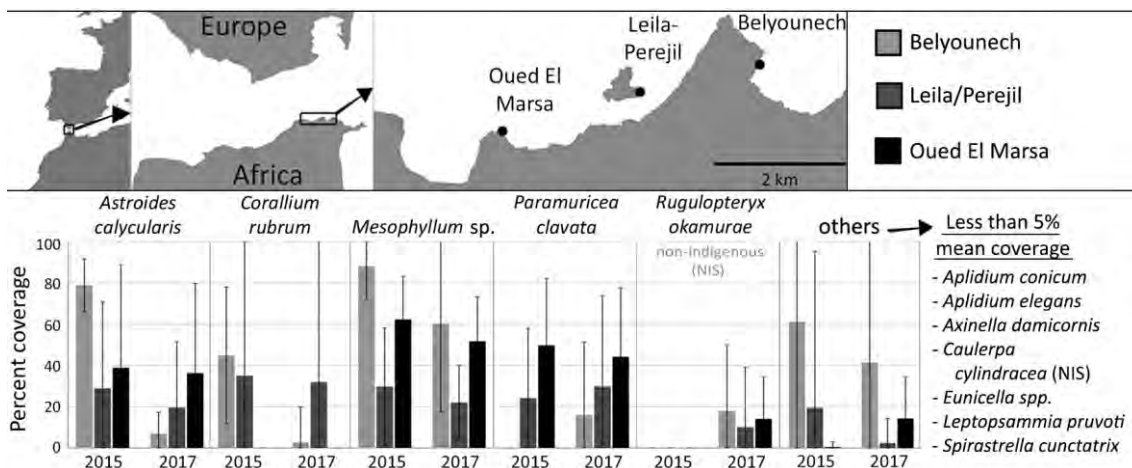 Europe
Africa
Oued El
Marsa
Leila-
Perejil
Belyounech
2 km
Belyounech
Leila/Perejil
Oued El Marsa
Astroides
calycularis
Corallium
rubrum
Mesophyllum sp.
Paramuricea
clavata
Rugulopteryx
okamurae
non-indigenous
(NIS)
others
Less than 5%
mean coverage
- Aplidium conicum
- Aplidium elegans
- Axinella damicornis
- Caulerpa
cylindracea (NIS)
- Eunicella spp.
- Leptopsammia pruvoti
- Spirastrella cunctatrix
Percent coverage
100
80
60
40
20
0
2015 2017 2015 2017 2015 2017 2015 2017 2015 2017 2015 2017